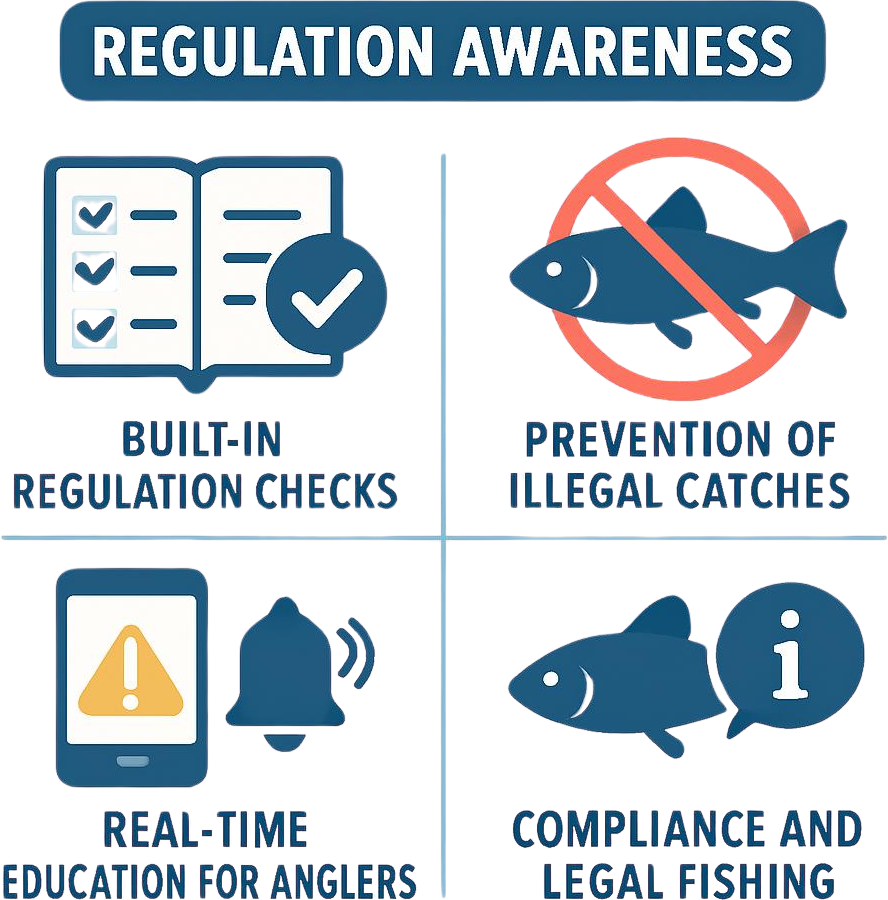 REGULATION AWARENESS
BUILT-IN
REGULATION CHECKS
PREVENTION OF
ILLEGAL CATCHES
REAL-TIME
EDUCATION FOR ANGLERS
COMPLIANCE AND
LEGAL FISHING